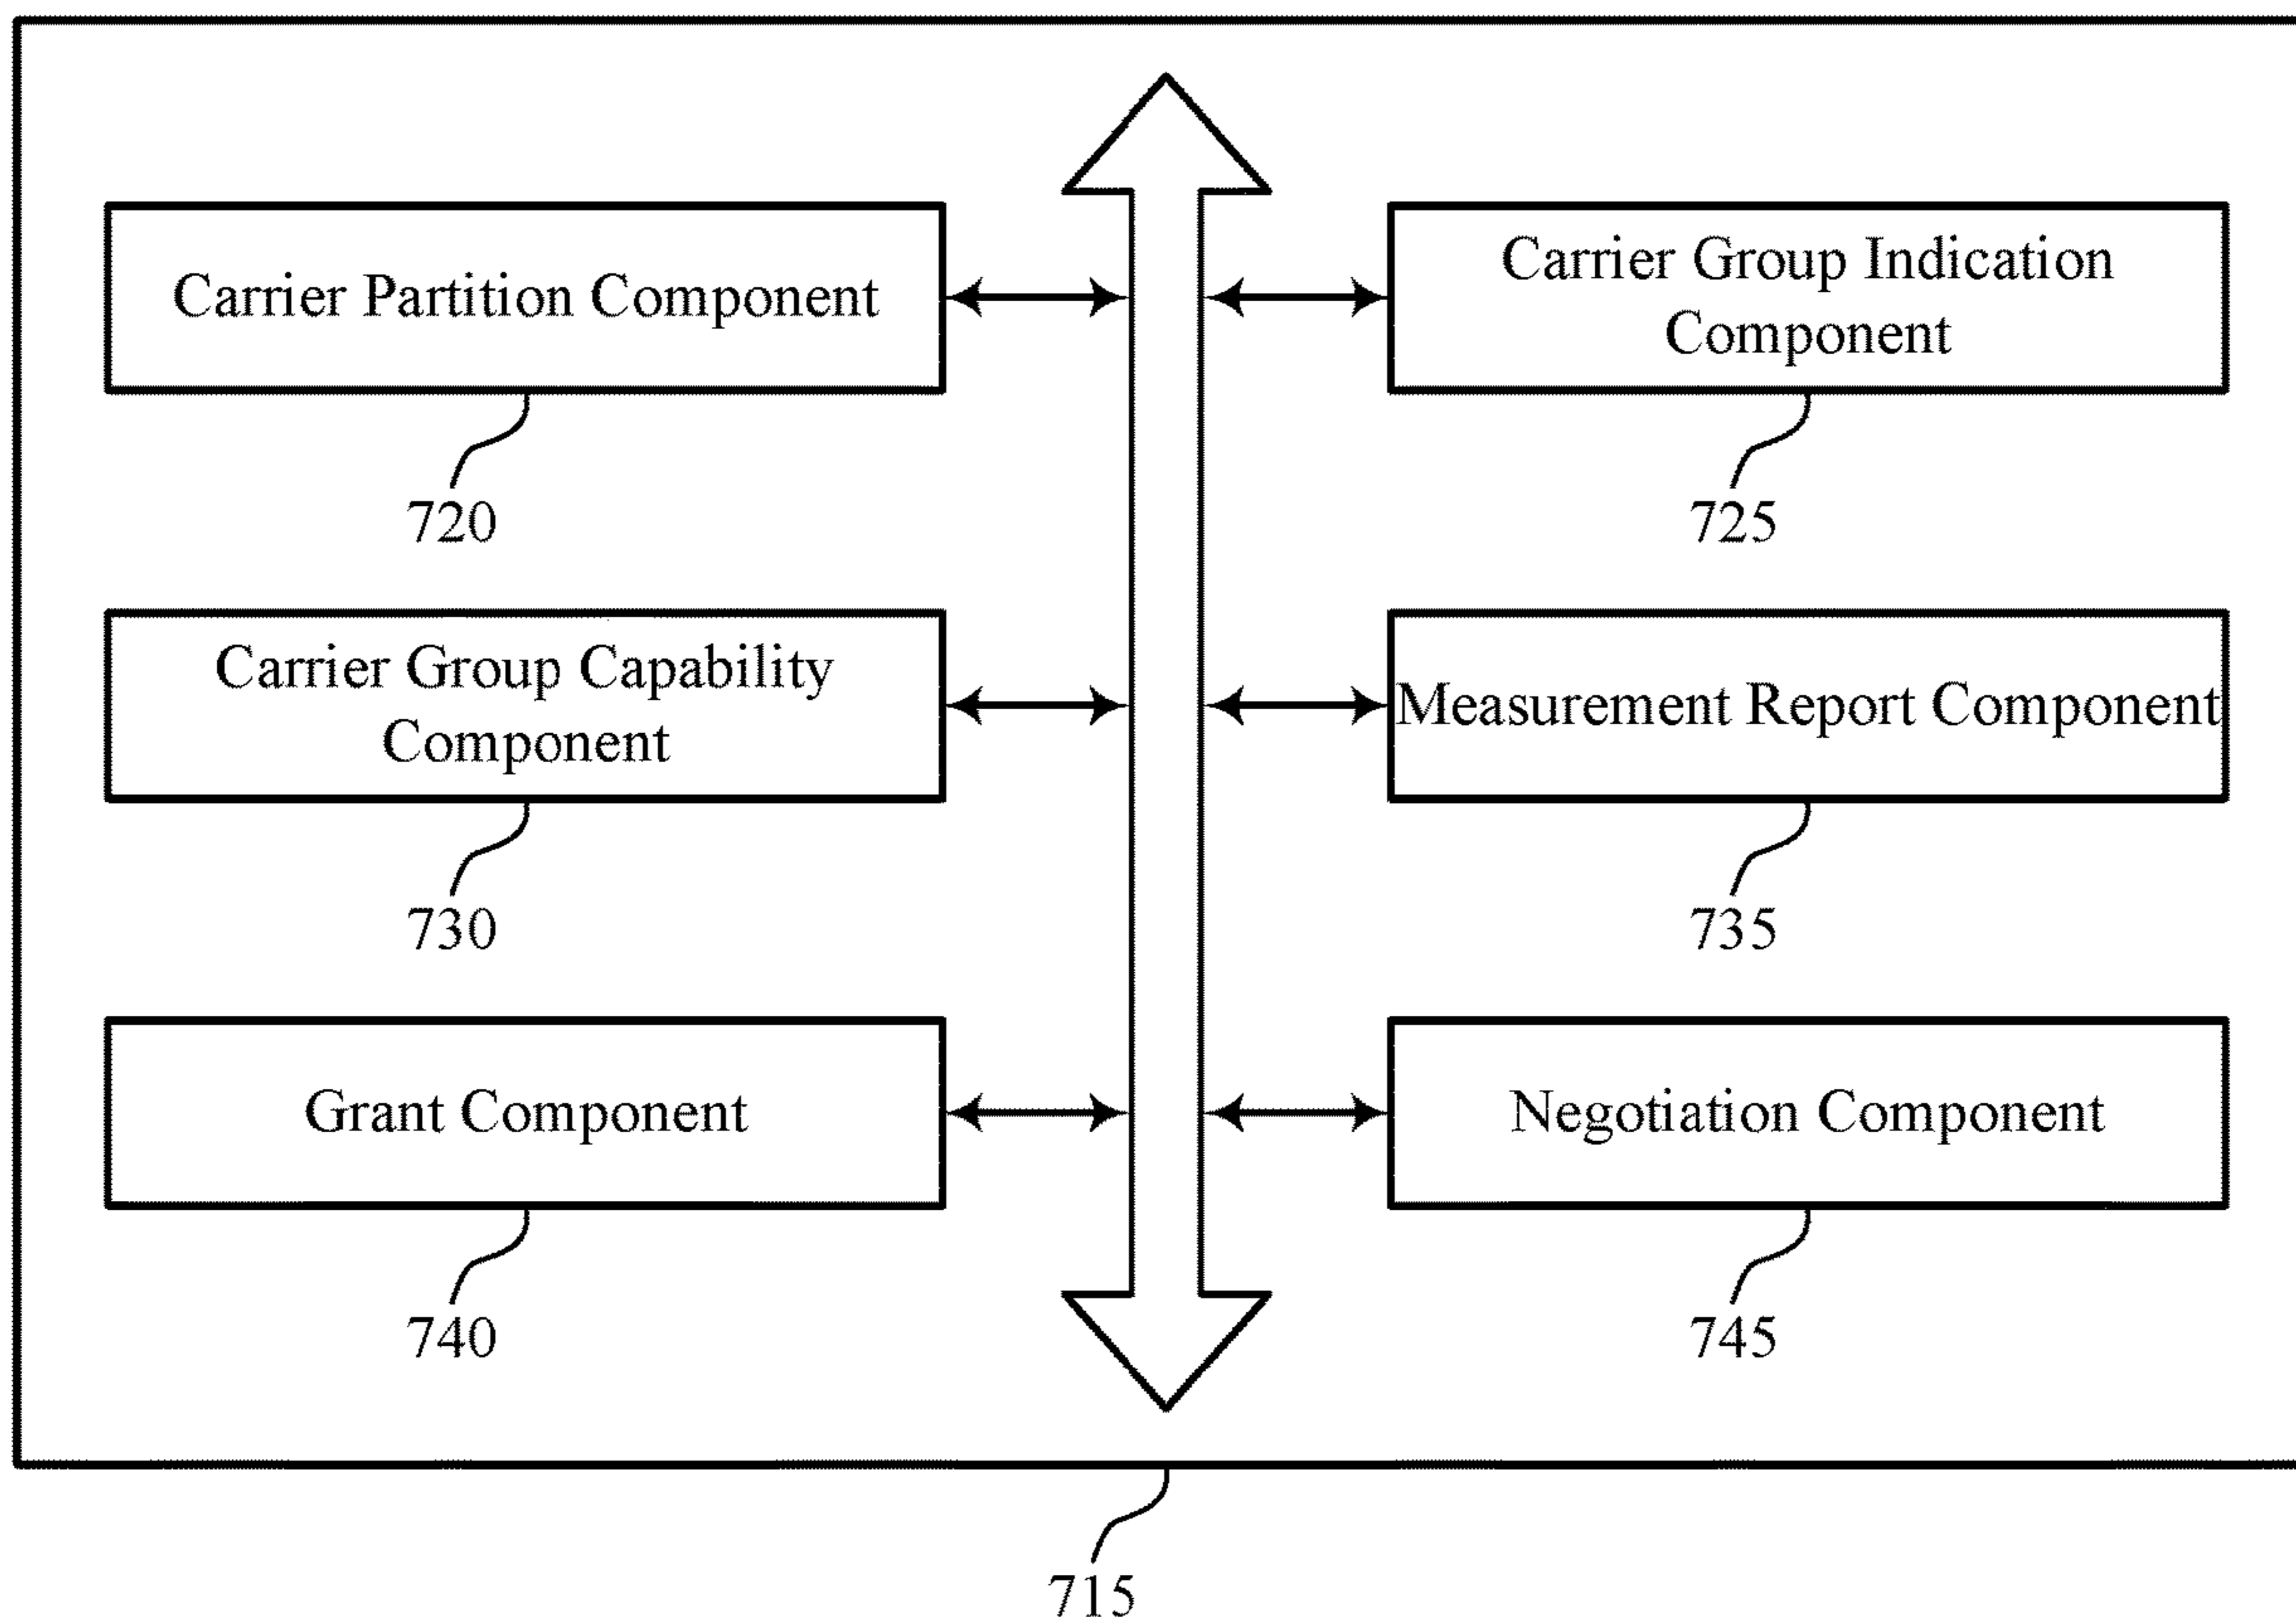 Carrier Partition Component
720
Carrier Group Indication
Component
725
Carrier Group Capability
Component
730
Measurement Report Component
735
Grant Component
740
Negotiation Component
745
715